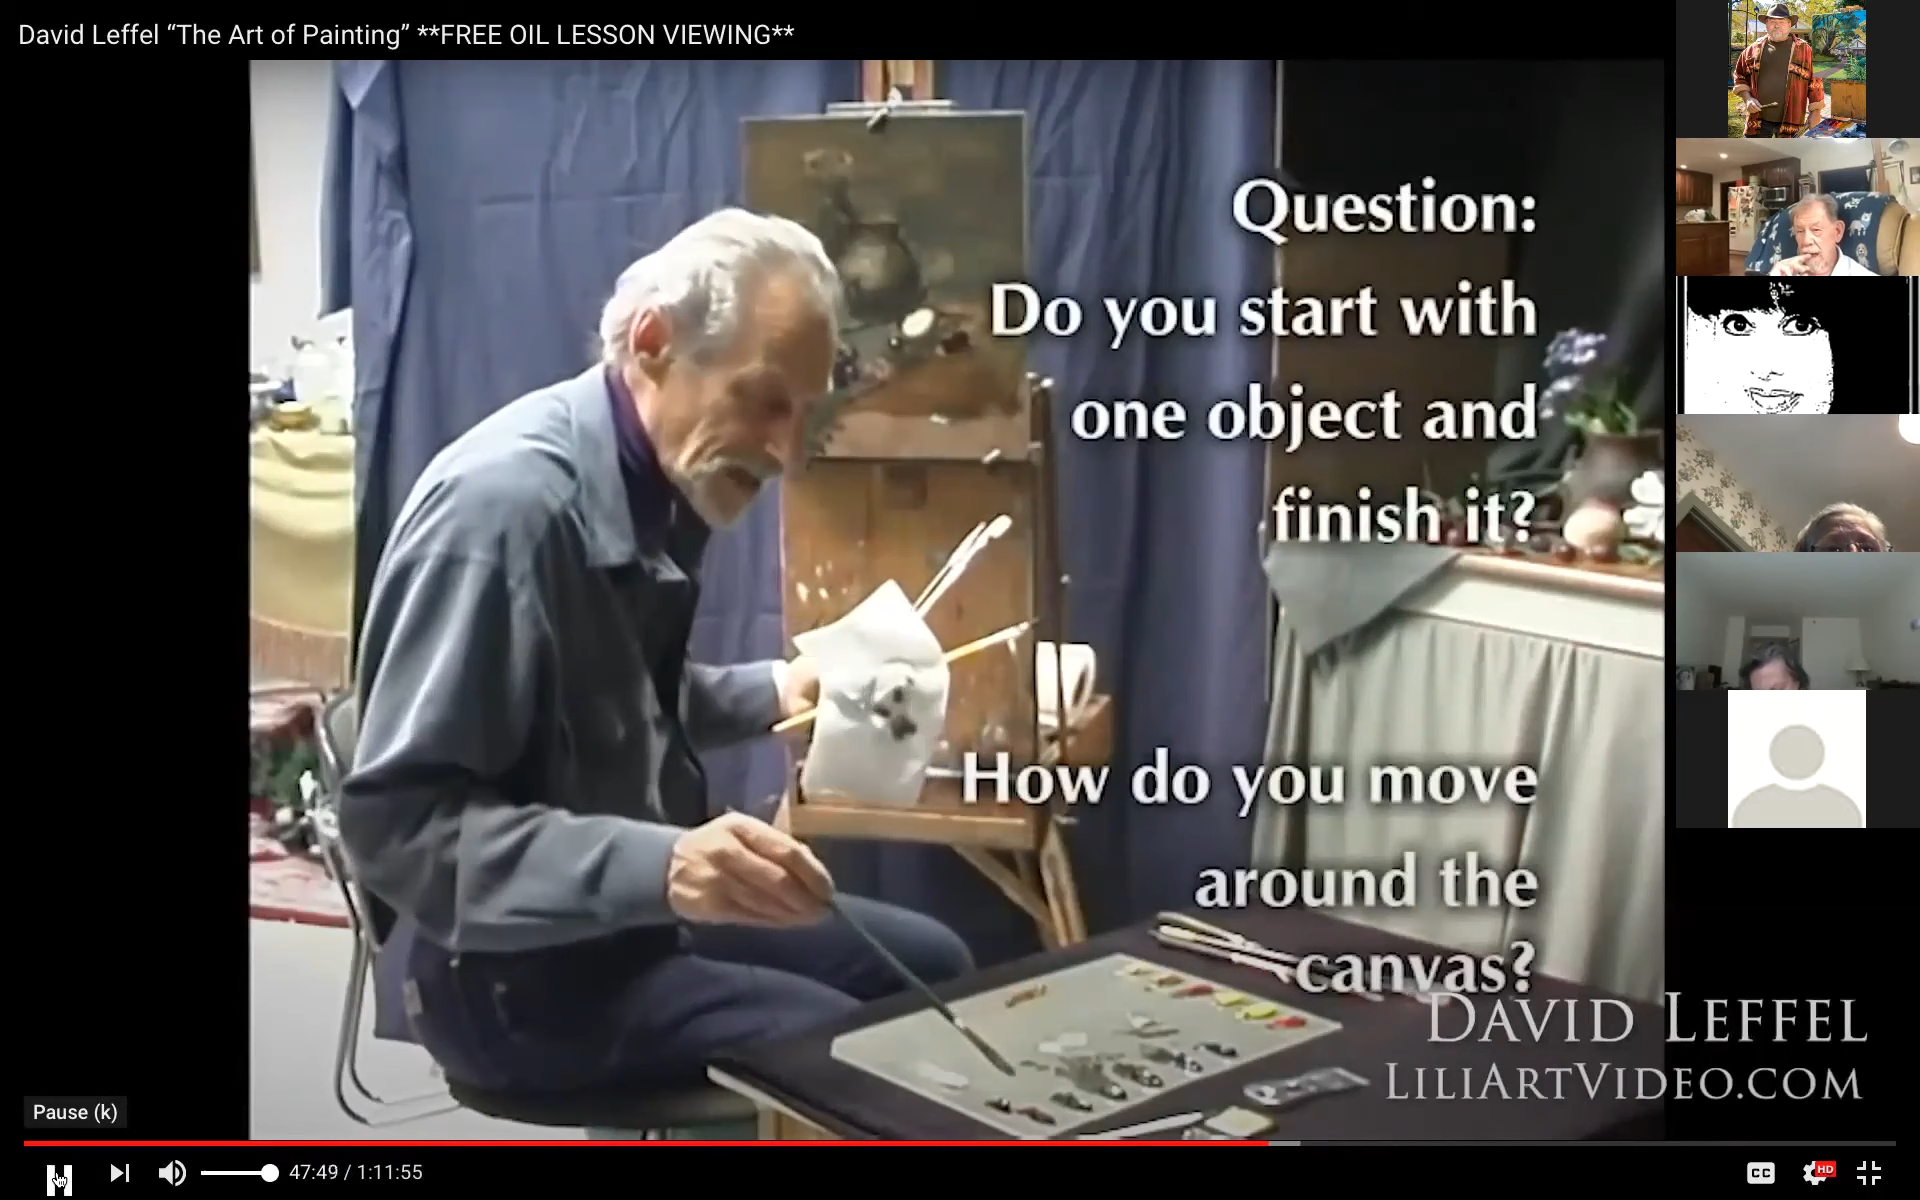 David Leffel “The Art of Painting” **FREE OIL LESSON VIEWING**
Question:
Do you start with
one object and
finish it?
How do you move
around the
canvas?
DAVID LEFFEL
LILIARTVIDEO.COM
Pause (k)
47:49 / 1:11:55
CC
HD